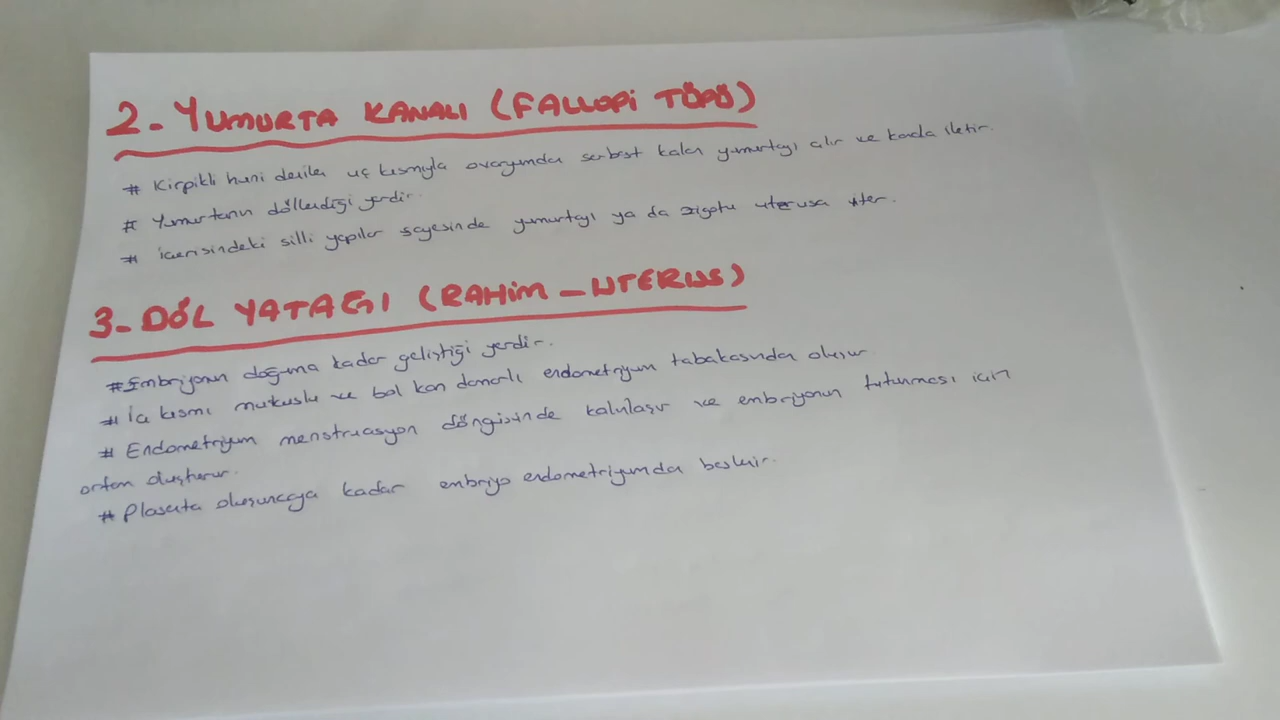 2- YUMURTA KANALI (FALLOPİ TÜPÜ)
# Kirpikli huni denilen uç kısmıyla ovaryumdan serbest kalan yumurtayı alır ve kanala iletir.
# Yumurtanın döllendiği yerdir.
# İçerisindeki silli yapılar sayesinde yumurtayı ya da zigotu uterusa iter.
3- DÖL YATAĞI (RAHİM - UTERUS)
# Embriyonun doğuma kadar geliştiği yerdir.
# İç kısmı mukuslu ve bol kan damarlı endometriyum tabakasından oluşur
# Endometriyum menstruasyon döngüsünde kalınlaşır ve embriyonun tutunması için
ortam oluşturur.
# Plasenta oluşuncaya kadar embriyo endometriyumda beslenir.